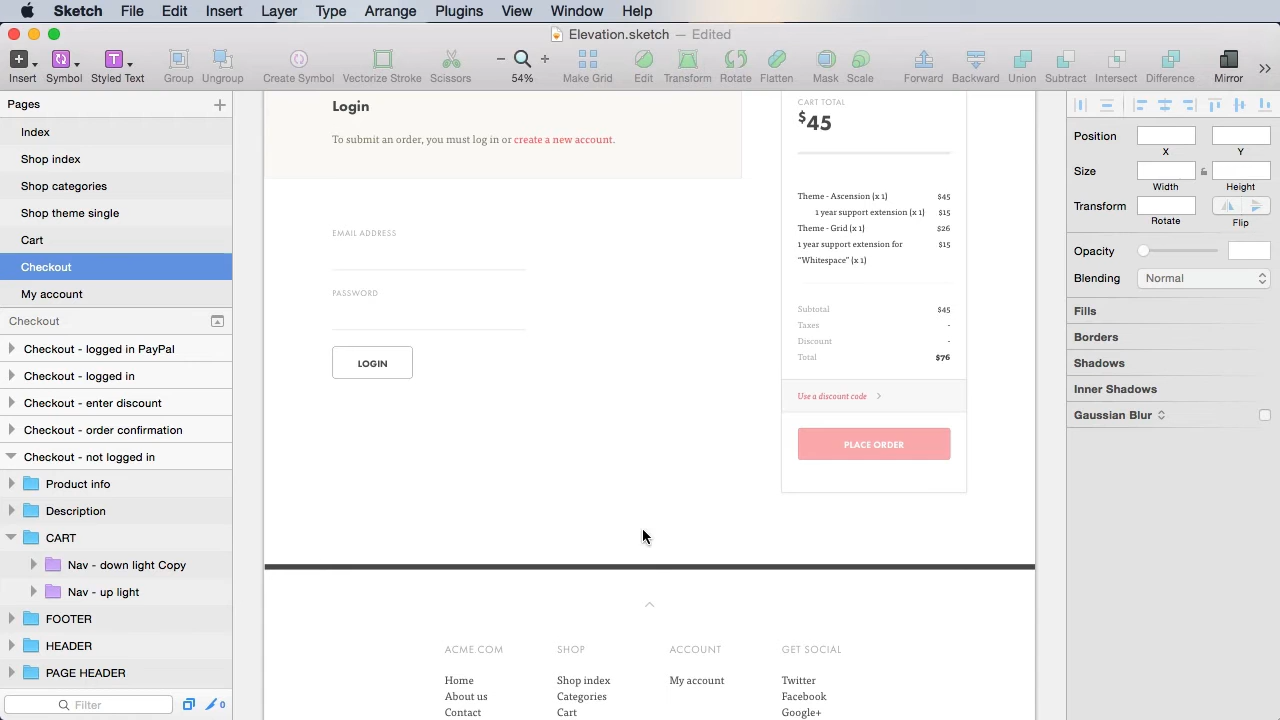 Sketch File Edit Insert Layer Type Arrange Plugins View Window Help
Elevation.sketch — Edited
Insert Symbol Styled Text Group Ungroup Create Symbol Vectorize Stroke Scissors 54% Make Grid Edit Transform Rotate Flatten Mask Scale Forward Backward Union Subtract Intersect Difference Mirror
Pages
Index
Shop index
Shop categories
Shop theme single
Cart
Checkout
My account
Checkout
Checkout - logged in PayPal
Checkout - logged in
Checkout - enter discount
Checkout - order confirmation
Checkout - not logged in
Product info
Description
CART
Nav - down light Copy
Nav - up light
FOOTER
HEADER
PAGE HEADER
Filter
0
Login
To submit an order, you must log in or create a new account.
EMAIL ADDRESS
PASSWORD
LOGIN
CART TOTAL
$45
Theme - Ascension (x 1) $45
1 year support extension (x 1) $15
Theme - Grid (x 1) $26
1 year support extension for $15
"Whitespace" (x 1)
Subtotal $45
Taxes -
Discount -
Total $76
Use a discount code
PLACE ORDER
ACME.COM SHOP ACCOUNT GET SOCIAL
Home Shop index My account Twitter
About us Categories Facebook
Contact Cart Google+
Position
X Y
Size
Width Height
Transform
Rotate Flip
Opacity
Blending Normal
Fills
Borders
Shadows
Inner Shadows
Gaussian Blur